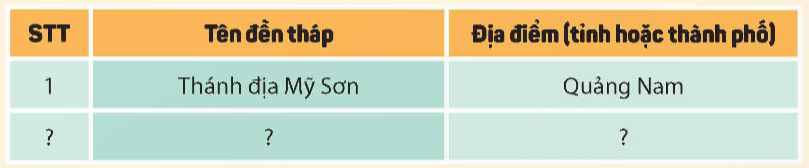 STT Tên đền tháp Địa điểm (tỉnh hoặc thành phố)
1 Thánh địa Mỹ Sơn Quảng Nam
? ? ?